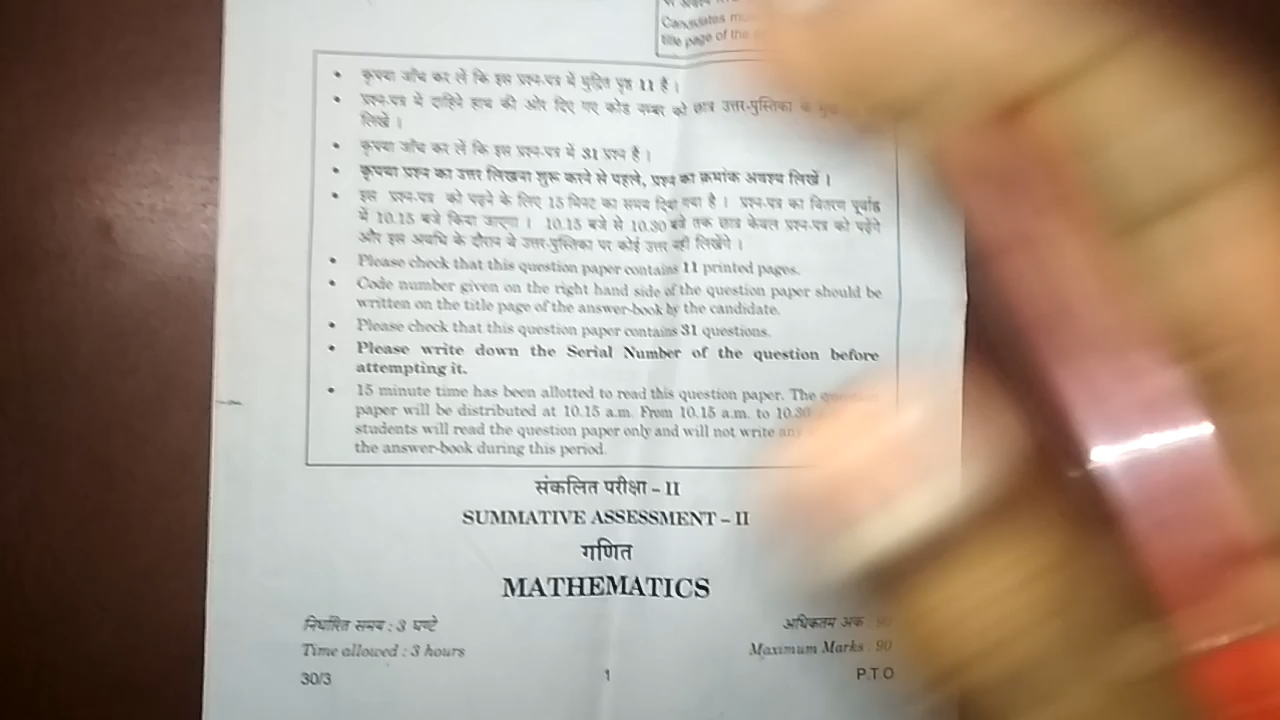 Candidates
title page of the
• कृपया जाँच कर लें कि इस प्रश्न-पत्र में मुद्रित पृष्ठ 11 हैं ।
• प्रश्न-पत्र में दाहिने हाथ की ओर दिए गए कोड नम्बर को छात्र उत्तर-पुस्तिका के
लिखें ।
• कृपया जाँच कर लें कि इस प्रश्न-पत्र में 31 प्रश्न हैं ।
• कृपया प्रश्न का उत्तर लिखना शुरू करने से पहले, प्रश्न का क्रमांक अवश्य लिखें ।
• इस प्रश्न-पत्र को पढ़ने के लिए 15 मिनट का समय दिया गया है । प्रश्न-पत्र का वितरण पूर्वाह्न
में 10.15 बजे किया जाएगा । 10.15 बजे से 10.30 बजे तक छात्र केवल प्रश्न-पत्र को पढ़ेंगे
और इस अवधि के दौरान वे उत्तर-पुस्तिका पर कोई उत्तर नहीं लिखेंगे ।
• Please check that this question paper contains 11 printed pages.
• Code number given on the right hand side of the question paper should be
written on the title page of the answer-book by the candidate.
• Please check that this question paper contains 31 questions.
• Please write down the Serial Number of the question before
attempting it.
• 15 minute time has been allotted to read this question paper. The
paper will be distributed at 10.15 a.m. From 10.15 a.m. to 10.30
students will read the question paper only and will not write
the answer-book during this period.
संकलित परीक्षा – II
SUMMATIVE ASSESSMENT – II
गणित
MATHEMATICS
निर्धारित समय : 3 घण्टे
अधिकतम अंक : 90
Time allowed : 3 hours
Maximum Marks : 90
30/3
1
P.T.O